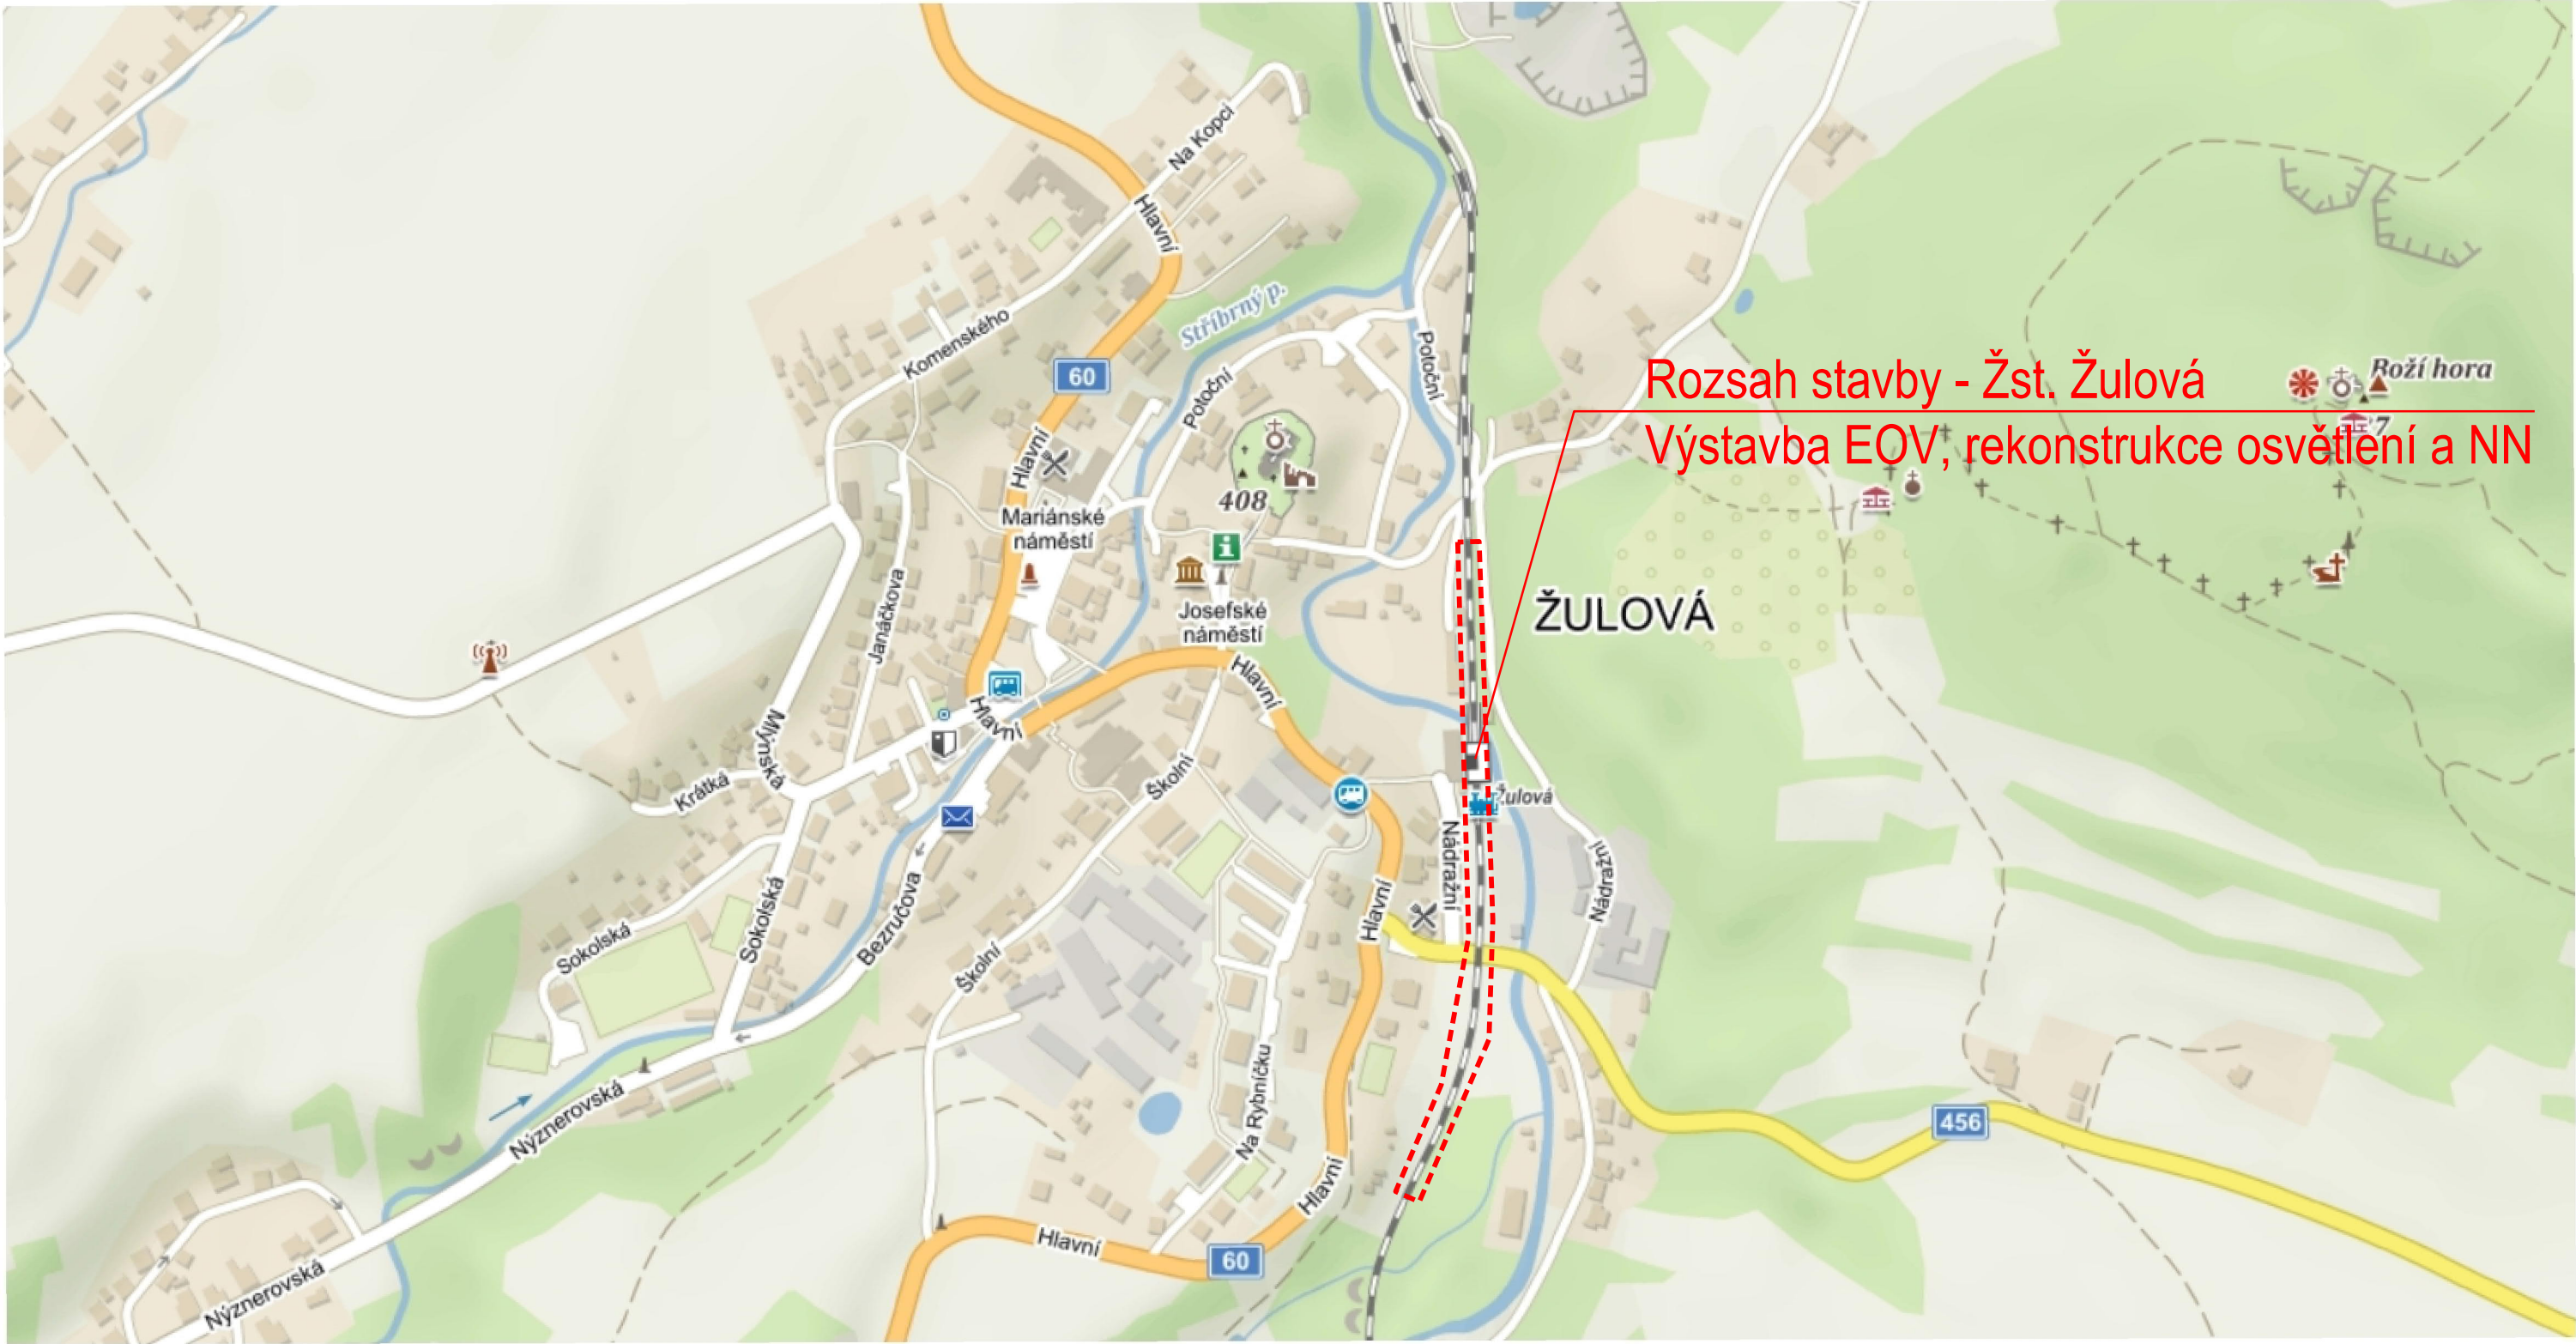 Na Kopci
Hlavní
Stříbrný p.
Komenského
60
Potoční
Potoční
Rozsah stavby - Žst. Žulová
Boží hora
Výstavba EOV, rekonstrukce osvětlení a NN
7
Hlavní
408
Mariánské
náměstí
Janáčkova
Josefské
náměstí
ŽULOVÁ
Hlavní
Hlavní
Mlýnská
Krátká
Školní
Žulová
Nádražní
Nádražní
Sokolská
Sokolská
Bezručova
Hlavní
Školní
Nýznerovská
Na Rybníčku
456
Hlavní
Hlavní
60
Nýznerovská